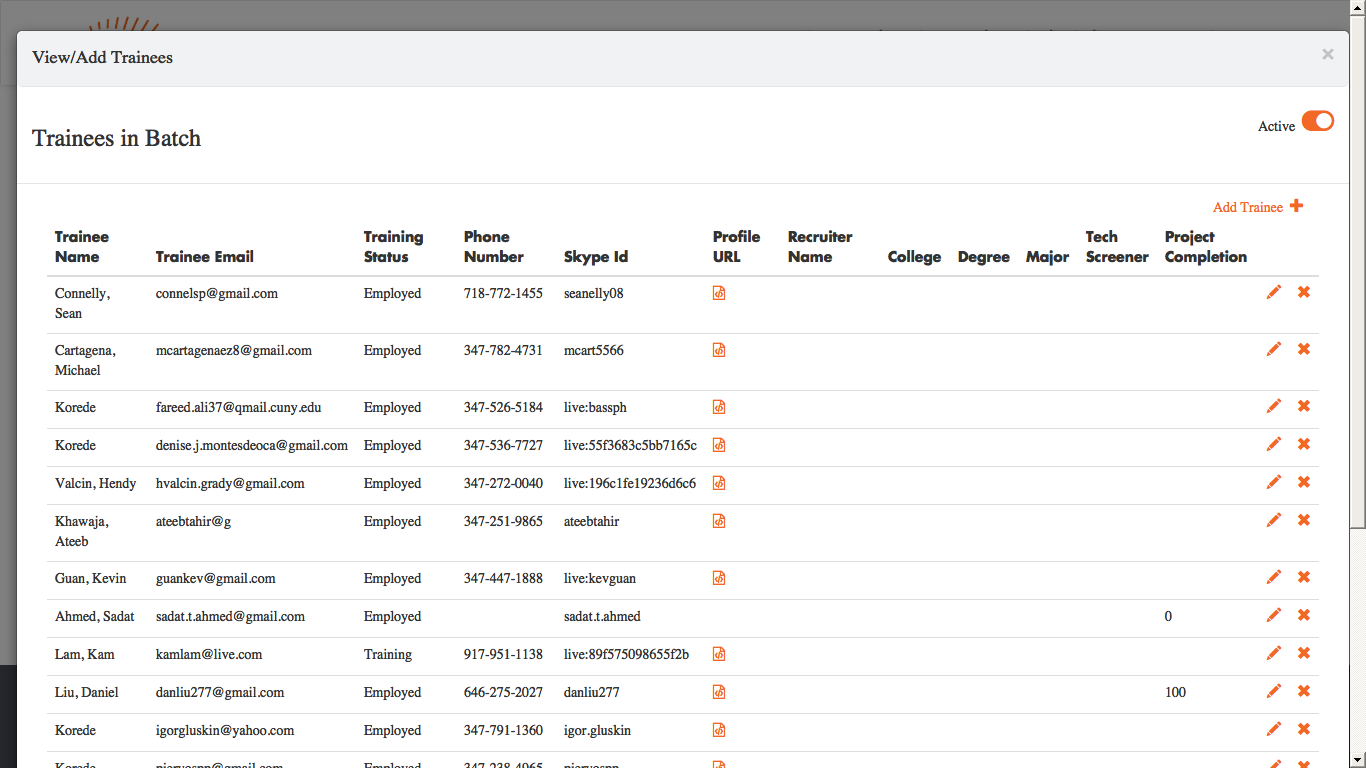 View/Add Trainees ×
Trainees in Batch
Active
Add Trainee
Trainee Name Trainee Email Training Status Phone Number Skype Id Profile URL Recruiter Name College Degree Major Tech Screener Project Completion
Connelly, Sean connelsp@gmail.com Employed 718-772-1455 seanelly08
Cartagena, Michael mcartagenaez8@gmail.com Employed 347-782-4731 mcart5566
Korede fareed.ali37@qmail.cuny.edu Employed 347-526-5184 live:bassph
Korede denise.j.montesdeoca@gmail.com Employed 347-536-7727 live:55f3683c5bb7165c
Valcin, Hendy hvalcin.grady@gmail.com Employed 347-272-0040 live:196c1fe19236d6c6
Khawaja, Ateeb ateebtahir@g Employed 347-251-9865 ateebtahir
Guan, Kevin guankev@gmail.com Employed 347-447-1888 live:kevguan
Ahmed, Sadat sadat.t.ahmed@gmail.com Employed sadat.t.ahmed 0
Lam, Kam kamlam@live.com Training 917-951-1138 live:89f575098655f2b
Liu, Daniel danliu277@gmail.com Employed 646-275-2027 danliu277 100
Korede igorgluskin@yahoo.com Employed 347-791-1360 igor.gluskin
Korede Employed